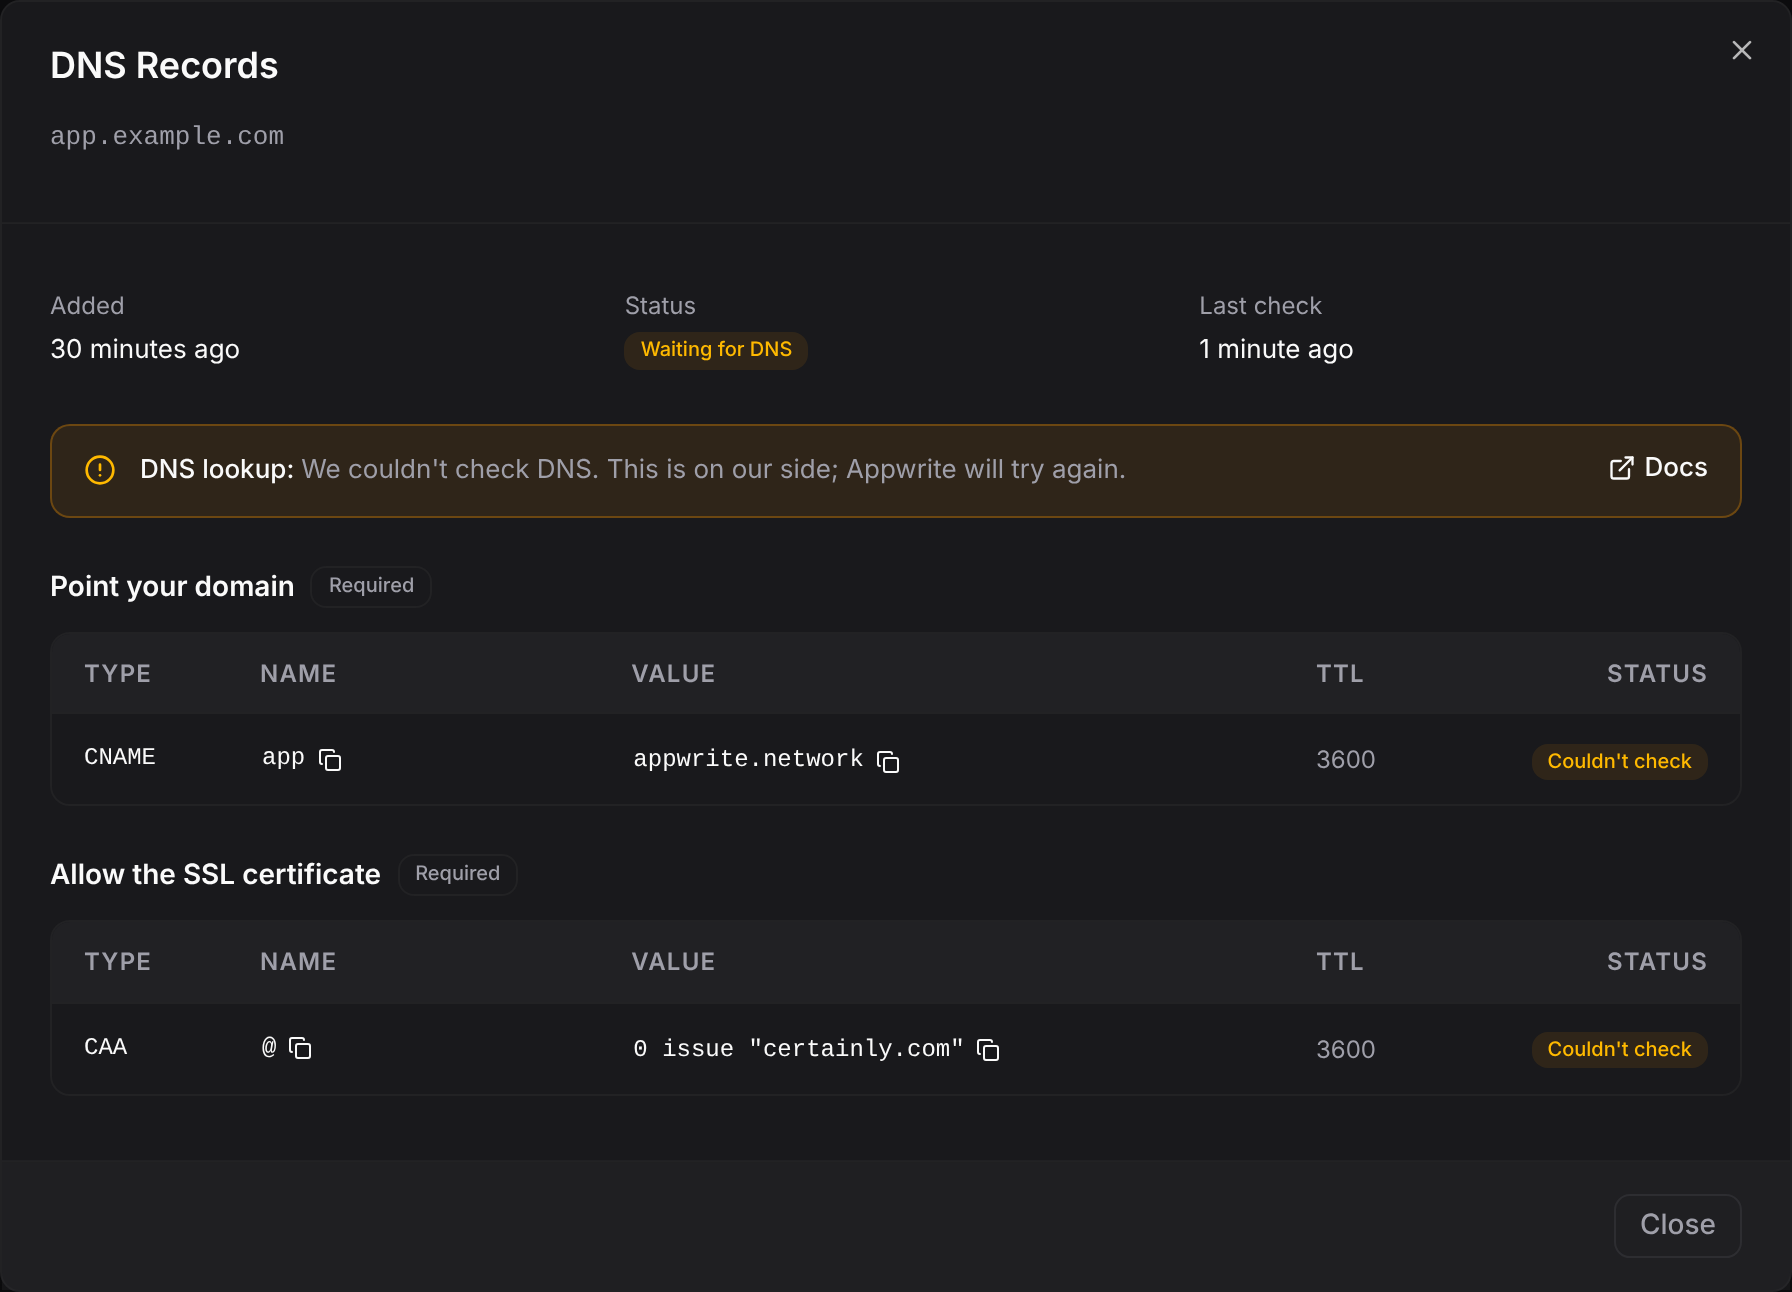 DNS Records
app.example.com
Added
Status
Last check
30 minutes ago
Waiting for DNS
1 minute ago
DNS lookup: We couldn't check DNS. This is on our side; Appwrite will try again.
Docs
Point your domain
Required
TYPE NAME VALUE TTL STATUS
CNAME app appwrite.network 3600 Couldn't check
Allow the SSL certificate
Required
TYPE NAME VALUE TTL STATUS
CAA @ 0 issue "certainly.com" 3600 Couldn't check
Close